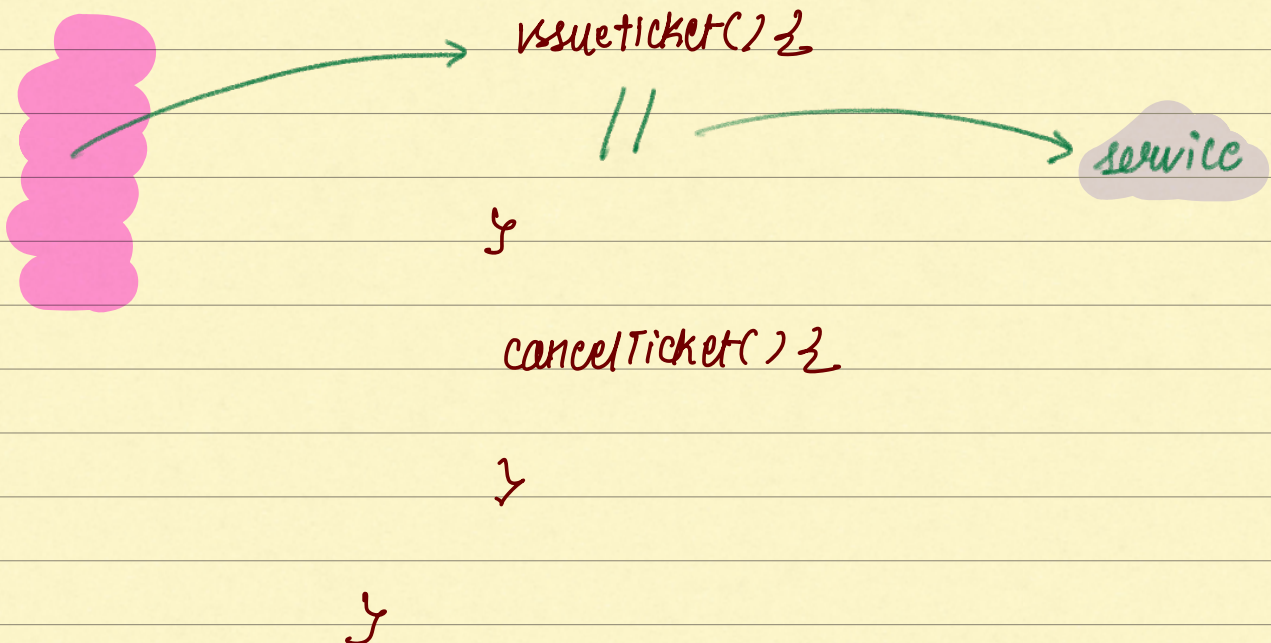 issueticket() {
//
service
}
cancelTicket() {
}
}